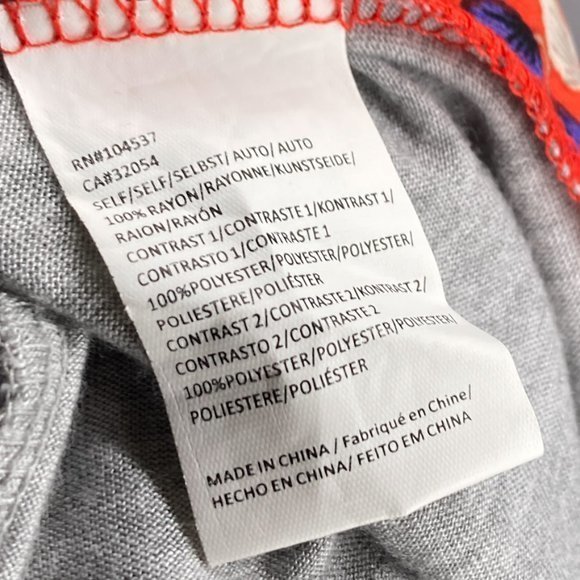 RN#104537
CA#32054
SELF/SELF/SELBST/AUTO/AUTO
100% RAYON/RAYONNE/KUNSTSEIDE/
RAION/RAYÓN
CONTRAST 1/CONTRASTE 1/KONTRAST 1/
CONTRASTO 1/CONTRASTE 1
100%POLYESTER/POLYESTER/POLYESTER/
POLIESTERE/POLIÉSTER
CONTRAST 2/CONTRASTE 2/KONTRAST 2/
CONTRASTO 2/CONTRASTE 2
100%POLYESTER/POLYESTER/POLYESTER/
POLIESTERE/POLIÉSTER
MADE IN CHINA / Fabriqué en Chine/
HECHO EN CHINA/ FEITO EM CHINA